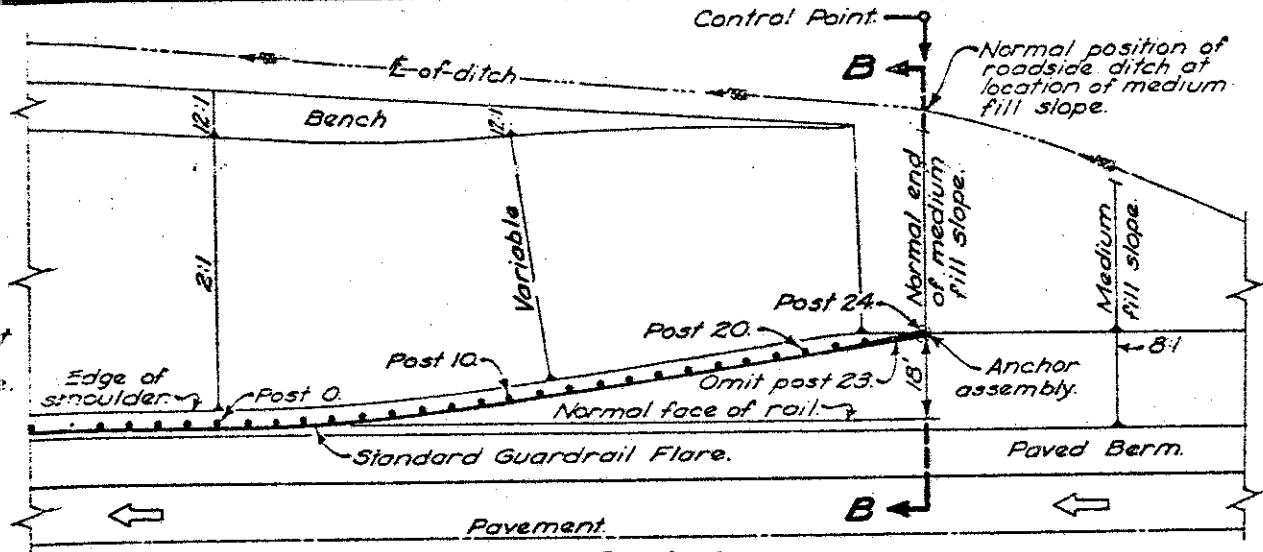 Control Point.
B
Normal position of
roadside ditch at
location of medium
fill slope.
℄-of-ditch
12:1
Bench
12:1
2:1
Variable
Normal end
of medium
fill slope.
Medium
fill slope.
Post 24.
Post 20.
Post 10.
Post 0.
Edge of
shoulder.
Omit post 23.
18'
Anchor
assembly.
8:1
Normal face of rail.
Standard Guardrail Flare.
Paved Berm.
B
Pavement.